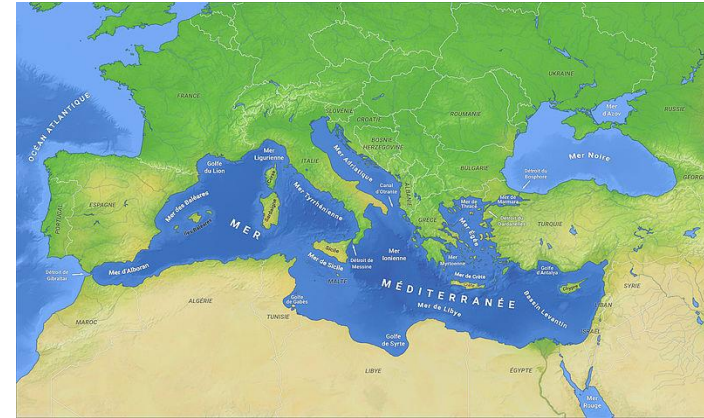 UKRAINE
FRANCE
RUSSIE
Mer
d'Azov
SLOVÉNIE
ROUMANIE
CROATIE
OCÉAN ATLANTIQUE
BOSNIE
HERZÉGOVINE
Mer Noire
Mer
Ligurienne
Mer Adriatique
ITALIE
Golfe
du Lion
BULGARIE
Détroit du
Bosphore
Corse
Canal
d'Otrante
Mer des Baléares
Mer Tyrrhénienne
Sardaigne
Mer de
Marmara
Mer de
Thrace
ESPAGNE
PORTUGAL
îles Baléares
GRÈCE
Mer Égée
TURQUIE
MER
Sicile
Mer
Ionienne
Mer
Myrtoenne
Mer de Sicile
Détroit de
Messine
Mer d'Alboran
Détroit de
Gibraltar
Mer de Crète
Golfe
d'Antalya
Chypre
MALTE
SYRIE
MÉDITERRANÉE
Bassin Levantin
LIBAN
Mer de Libye
ALGÉRIE
Golfe
de Gabès
TUNISIE
MAROC
ISRAËL
Golfe
de Syrte
LIBYE
ÉGYPTE
Mer
Rouge